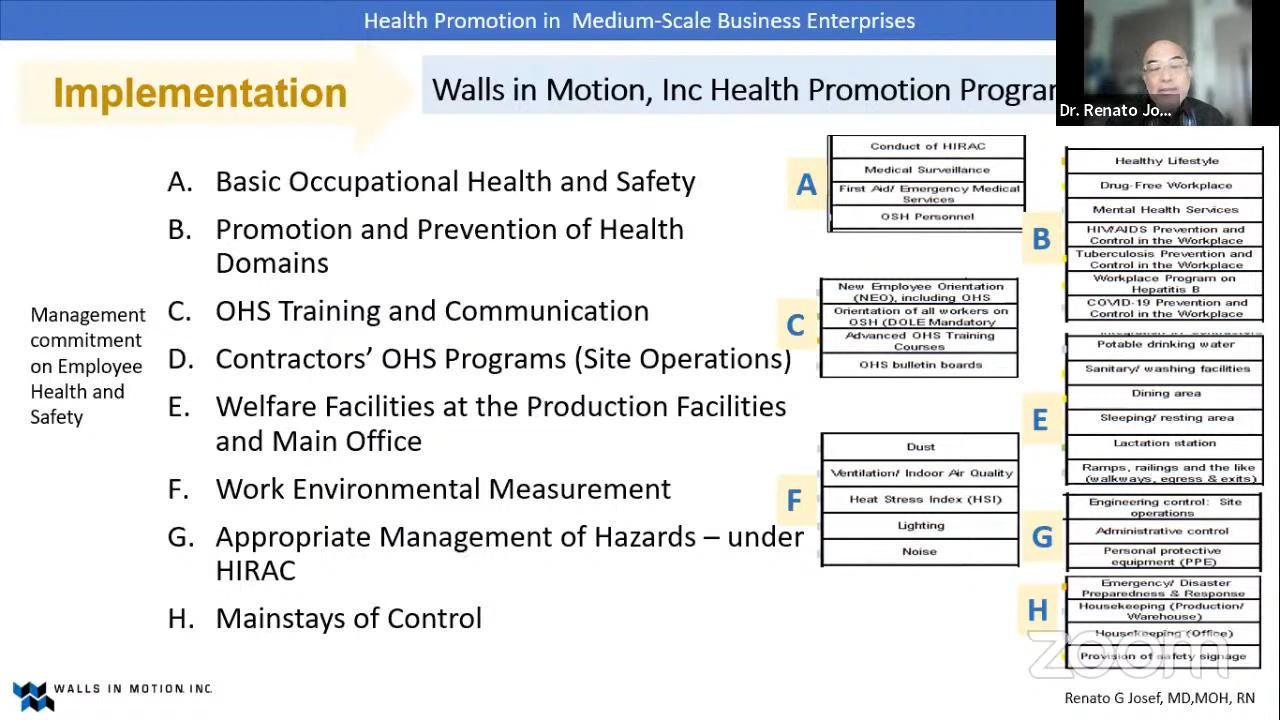 Health Promotion in Medium-Scale Business Enterprises
Implementation
Walls in Motion, Inc Health Promotion Progra
Dr. Renato Jo...
Management
commitment
on Employee
Health and
Safety
A. Basic Occupational Health and Safety
B. Promotion and Prevention of Health
Domains
C. OHS Training and Communication
D. Contractors' OHS Programs (Site Operations)
E. Welfare Facilities at the Production Facilities
and Main Office
F. Work Environmental Measurement
G. Appropriate Management of Hazards – under
HIRAC
H. Mainstays of Control
A
Conduct of HIRAC
Medical Surveillance
First Aid/ Emergency Medical
Services
OSH Personnel
B
Healthy Lifestyle
Drug-Free Workplace
Mental Health Services
HIV/AIDS Prevention and
Control in the Workplace
Tuberculosis Prevention and
Control in the Workplace
Workplace Program on
Hepatitis B
COVID-19 Prevention and
Control in the Workplace
C
New Employee Orientation
(NEO), including OHS
Orientation of all workers on
OSH (DOLE Mandatory
Advanced OHS Training
Courses
OHS bulletin boards
E
Potable drinking water
Sanitary/ washing facilities
Dining area
Sleeping/ resting area
Lactation station
Ramps, railings and the like
(walkways, egress & exits)
F
Dust
Ventilation/ Indoor Air Quality
Heat Stress Index (HSI)
Lighting
Noise
G
Engineering control: Site
operations
Administrative control
Personal protective
equipment (PPE)
H
Emergency/ Disaster
Preparedness & Response
Housekeeping (Production/
Warehouse)
Housekeeping (Office)
Provision of safety signage
zoom
WALLS IN MOTION, INC.
Renato G Josef, MD,MOH, RN